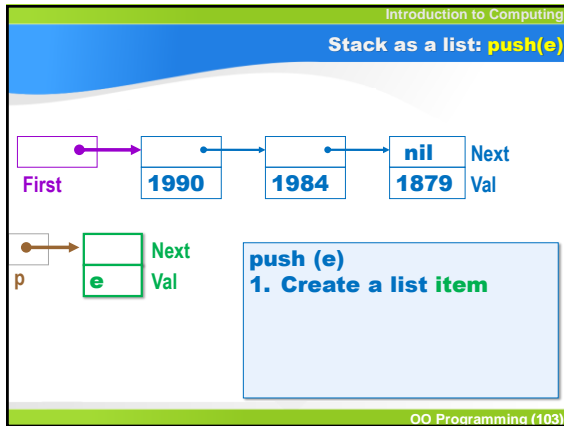 Introduction to Computing
Stack as a list: push(e)
nil Next
First 1990 1984 1879 Val
Next
p e Val
push (e)
1. Create a list item
OO Programming (103)